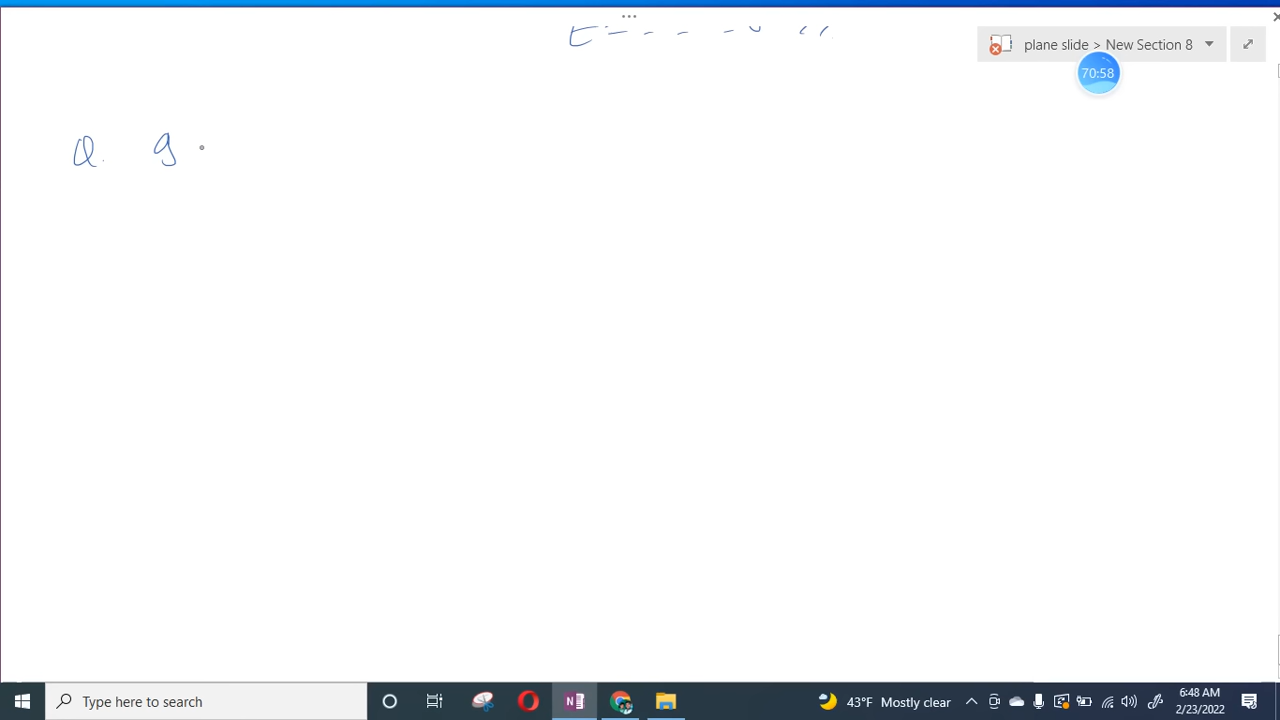 plane slide > New Section 8
70:58
Q. 9
Type here to search
43°F Mostly clear
6:48 AM
2/23/2022